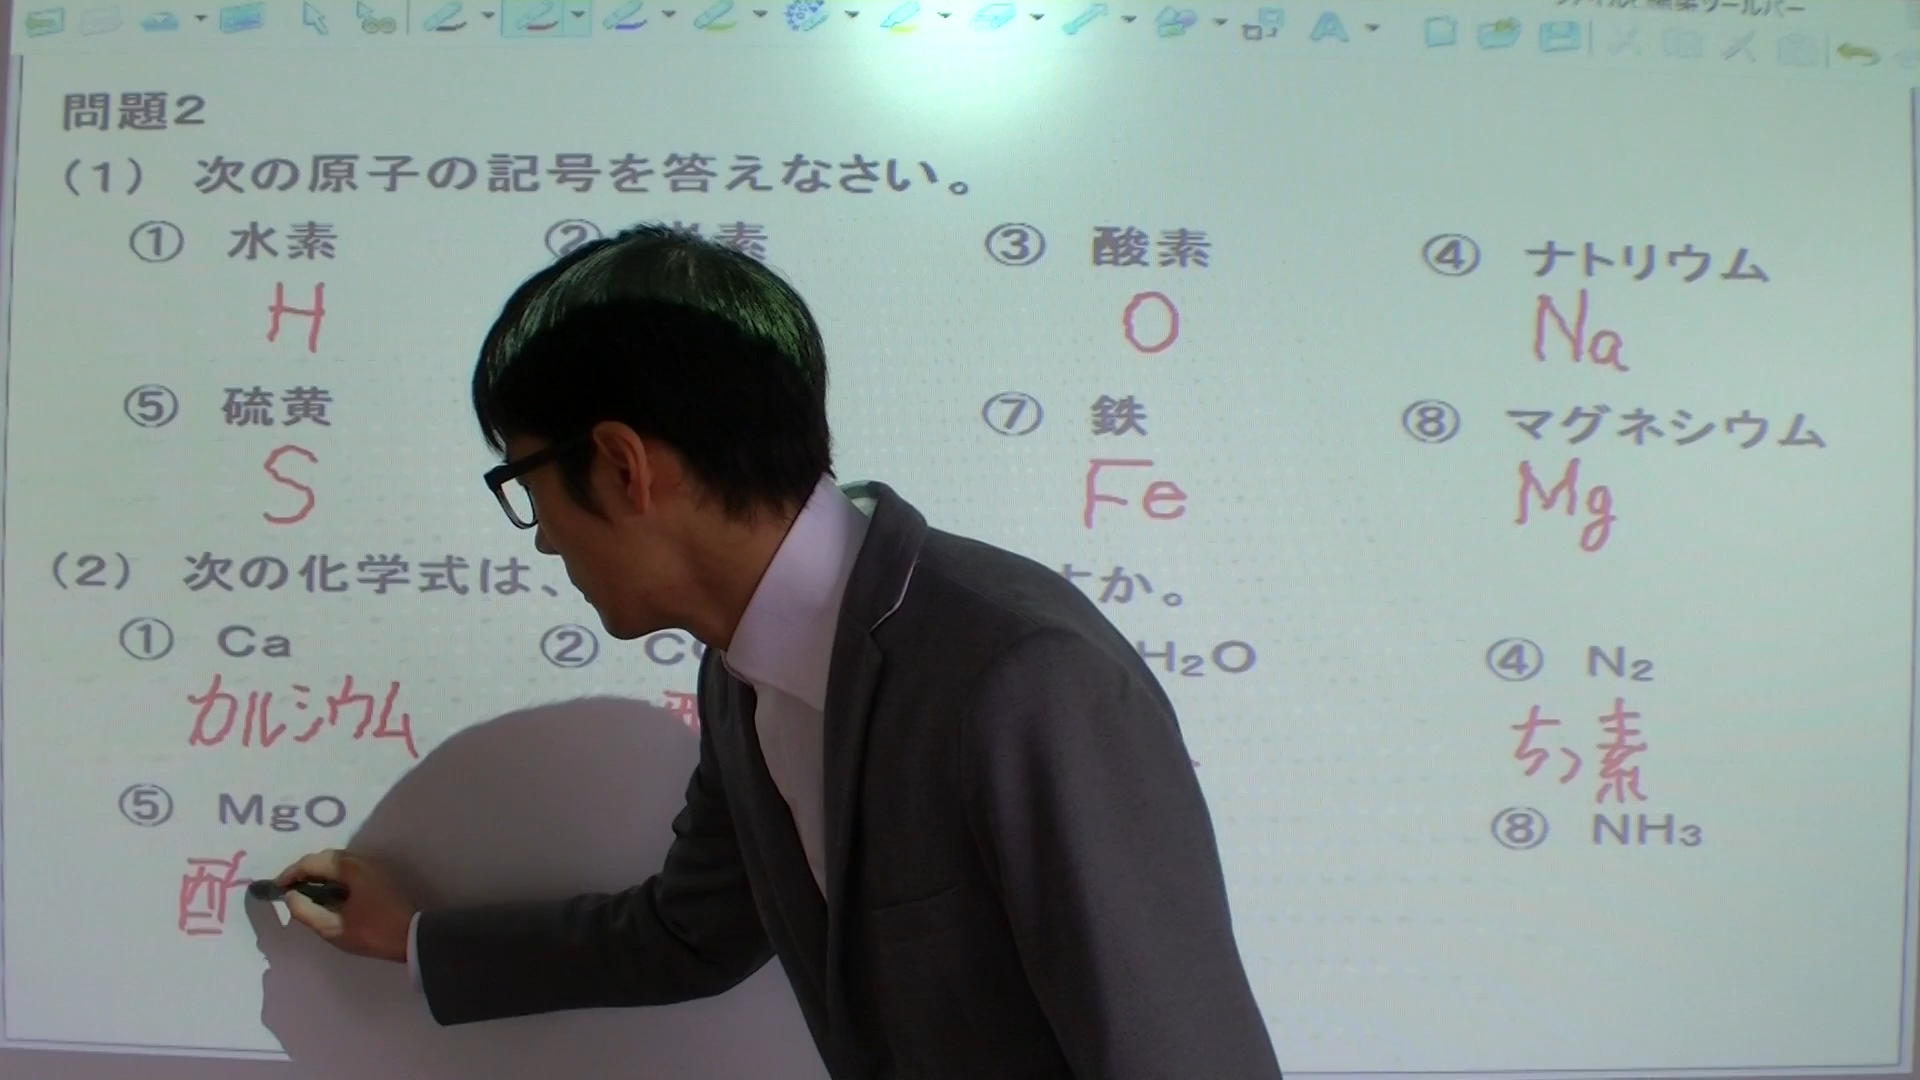 問題2
(1) 次の原子の記号を答えなさい。
① 水素 ② 素 ③ 酸素 ④ ナトリウム
H O Na
⑤ 硫黄 ⑦ 鉄 ⑧ マグネシウム
S Fe Mg
(2) 次の化学式は、 か。
① Ca ② C H₂O ④ N₂
カルシウム ちっ素
⑤ MgO ⑧ NH₃